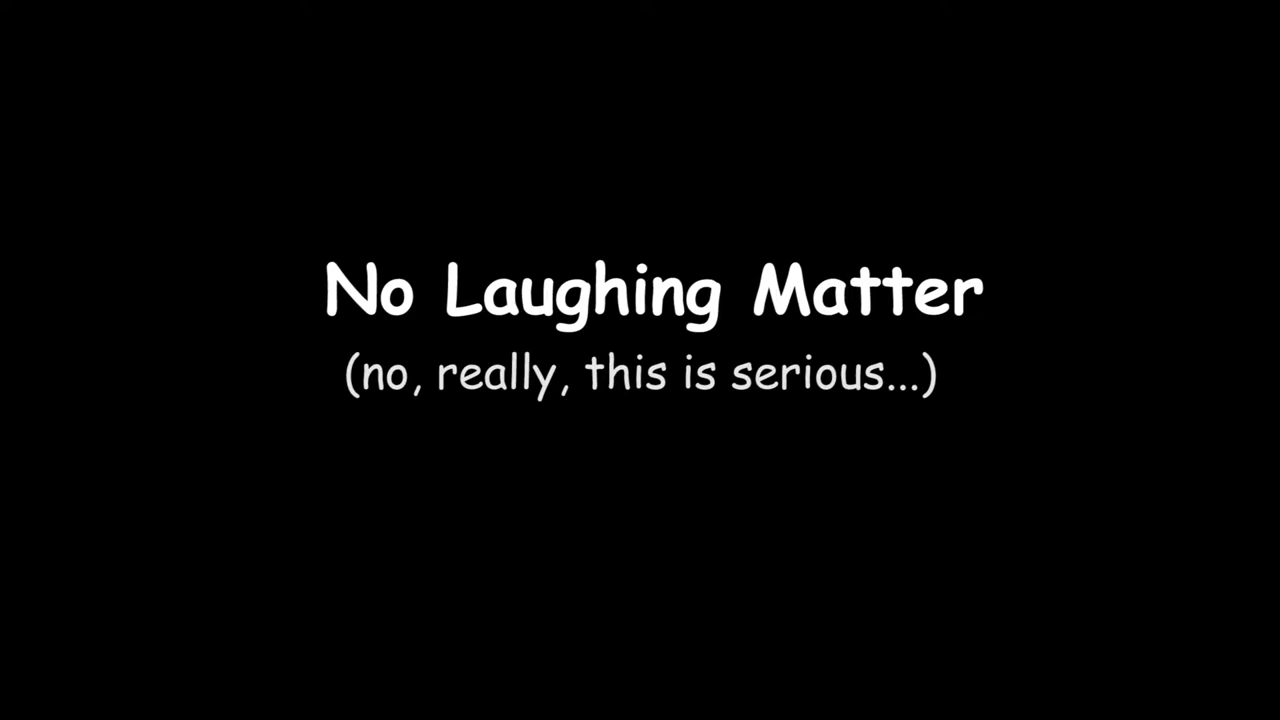 No Laughing Matter
(no, really, this is serious...)